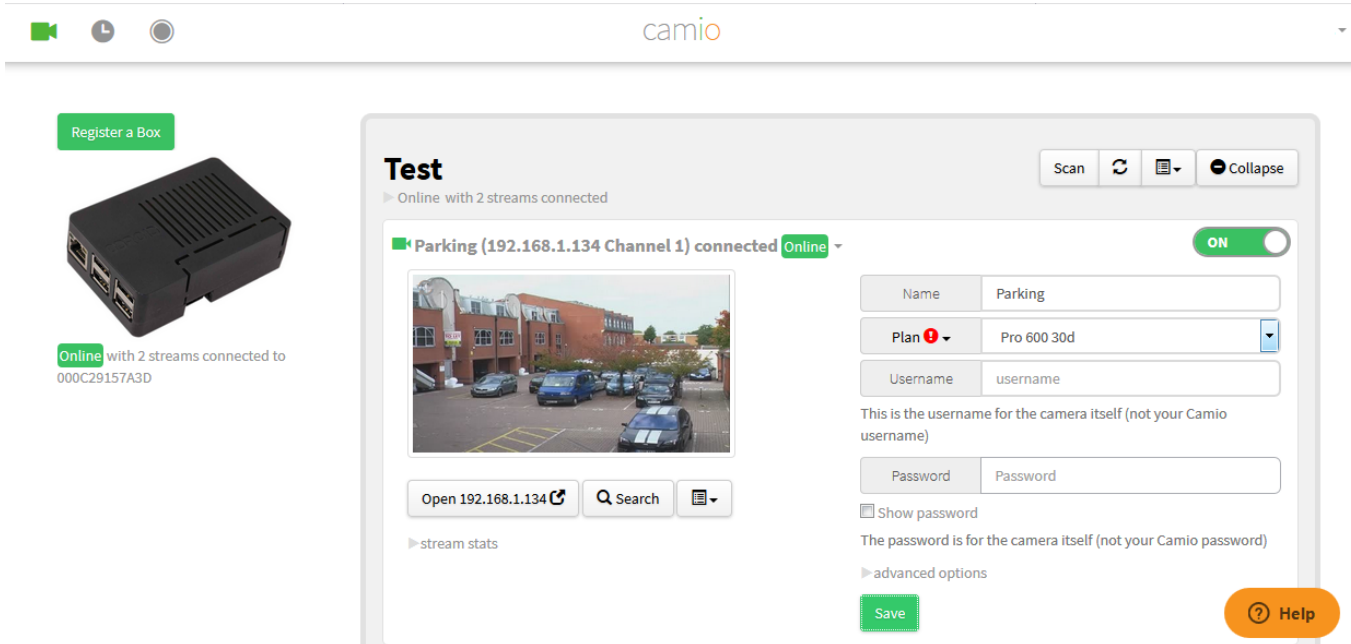 camio
Register a Box
Online with 2 streams connected to
000C29157A3D
Test
Online with 2 streams connected
Scan
Collapse
Parking (192.168.1.134 Channel 1) connected Online
ON
Open 192.168.1.134
Search
stream stats
Name Parking
Plan Pro 600 30d
Username username
This is the username for the camera itself (not your Camio
username)
Password Password
Show password
The password is for the camera itself (not your Camio password)
advanced options
Save
Help